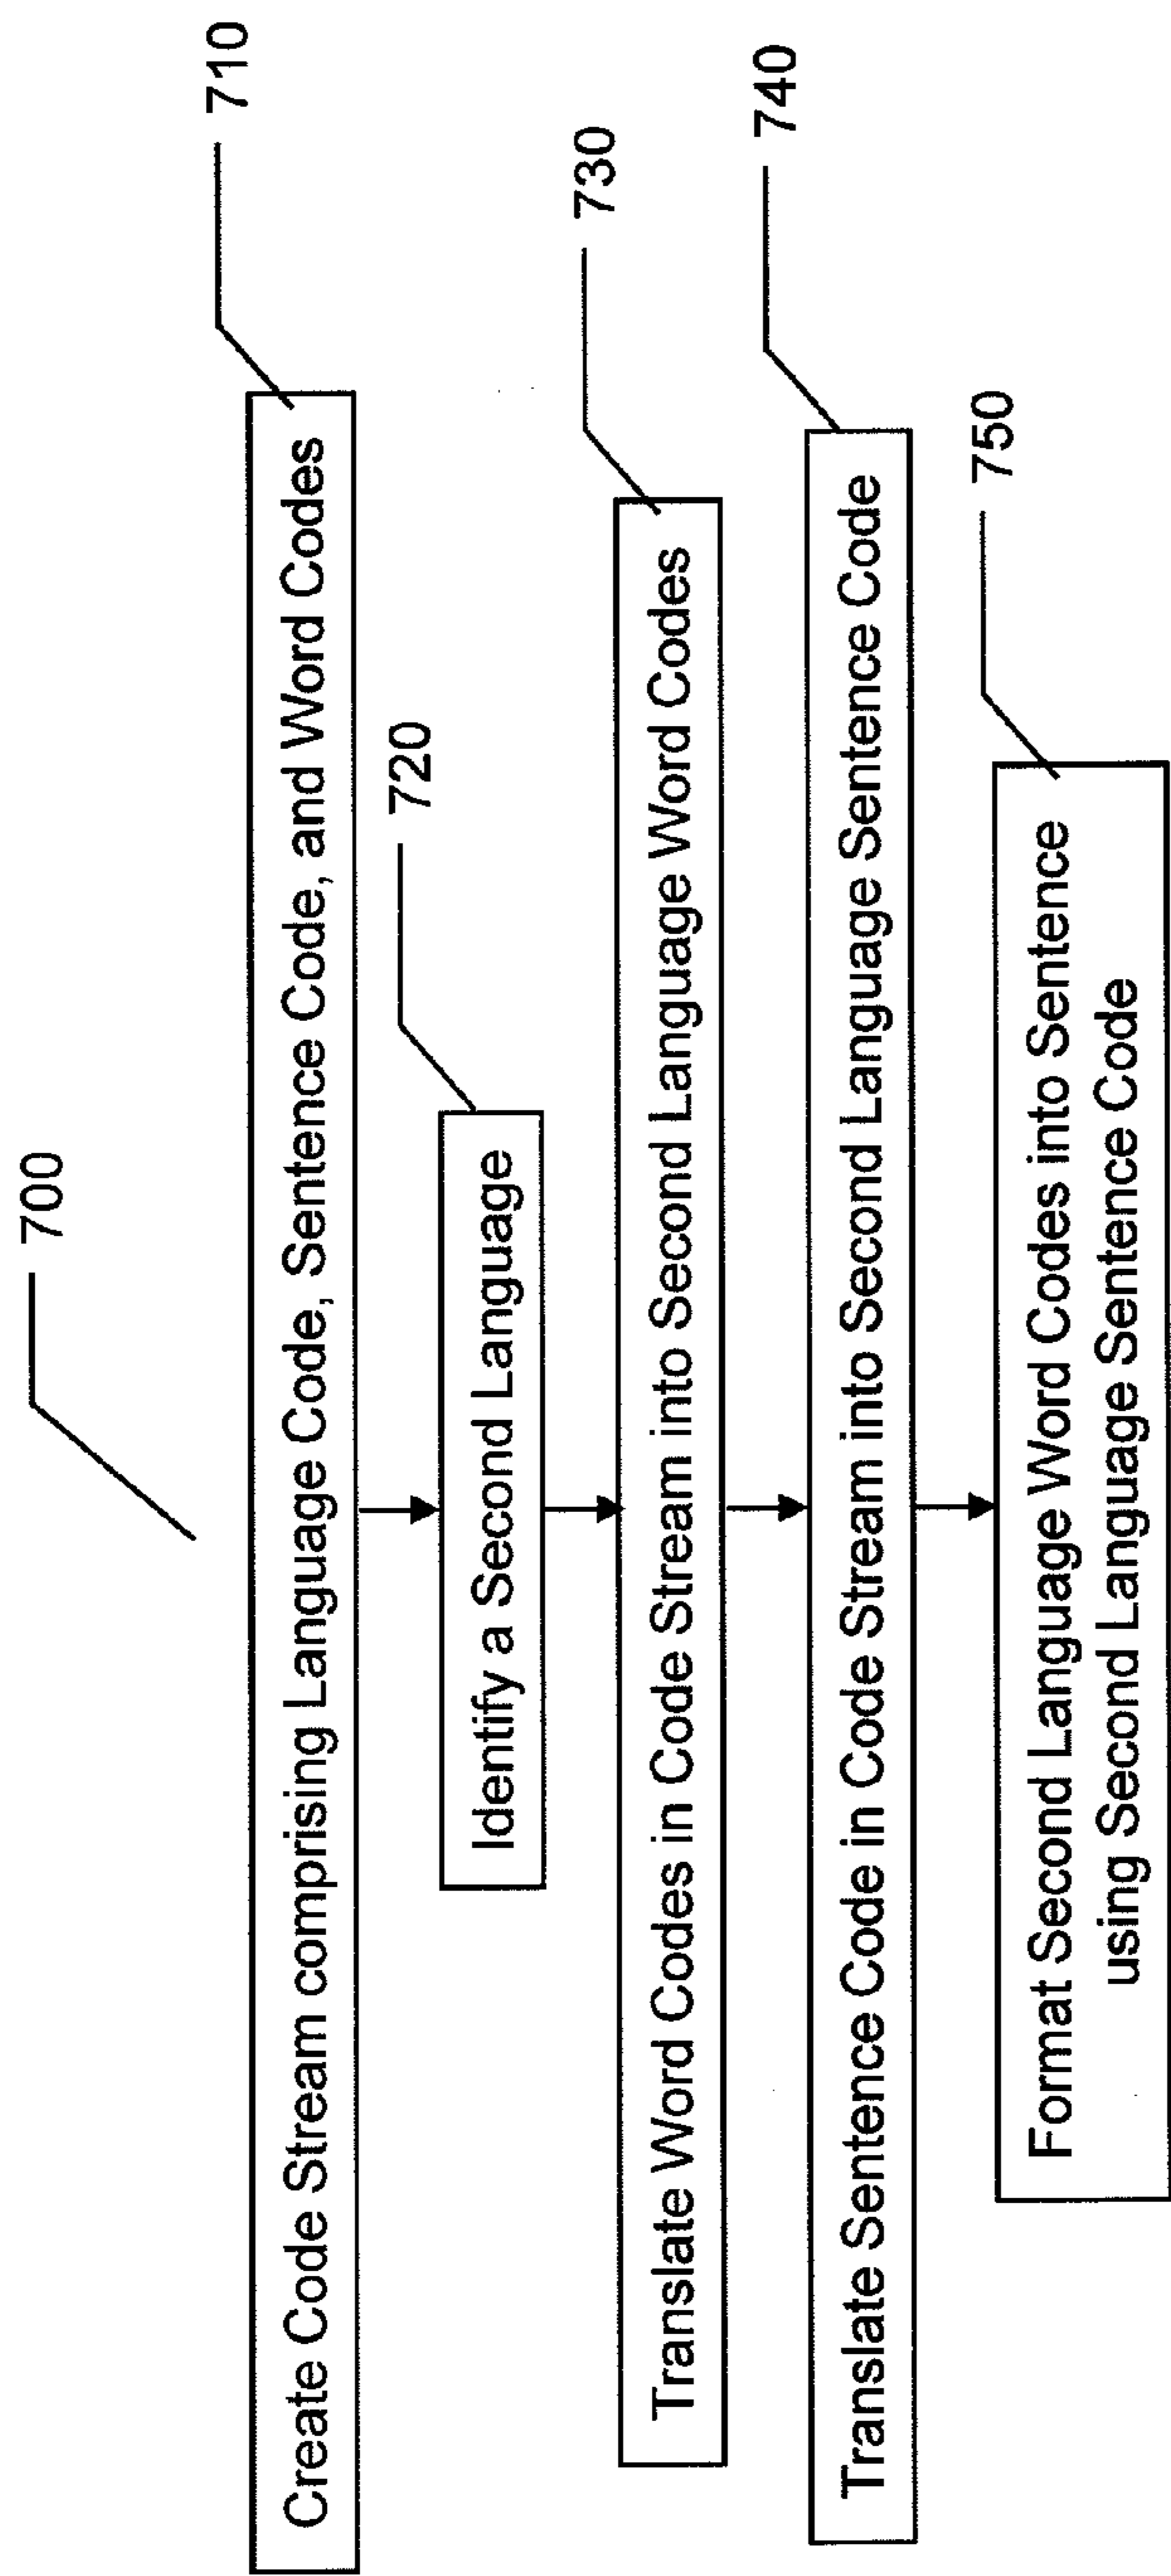 700
710
Create Code Stream comprising Language Code, Sentence Code, and Word Codes
720
Identify a Second Language
730
Translate Word Codes in Code Stream into Second Language Word Codes
740
Translate Sentence Code in Code Stream into Second Language Sentence Code
750
Format Second Language Word Codes into Sentence
using Second Language Sentence Code